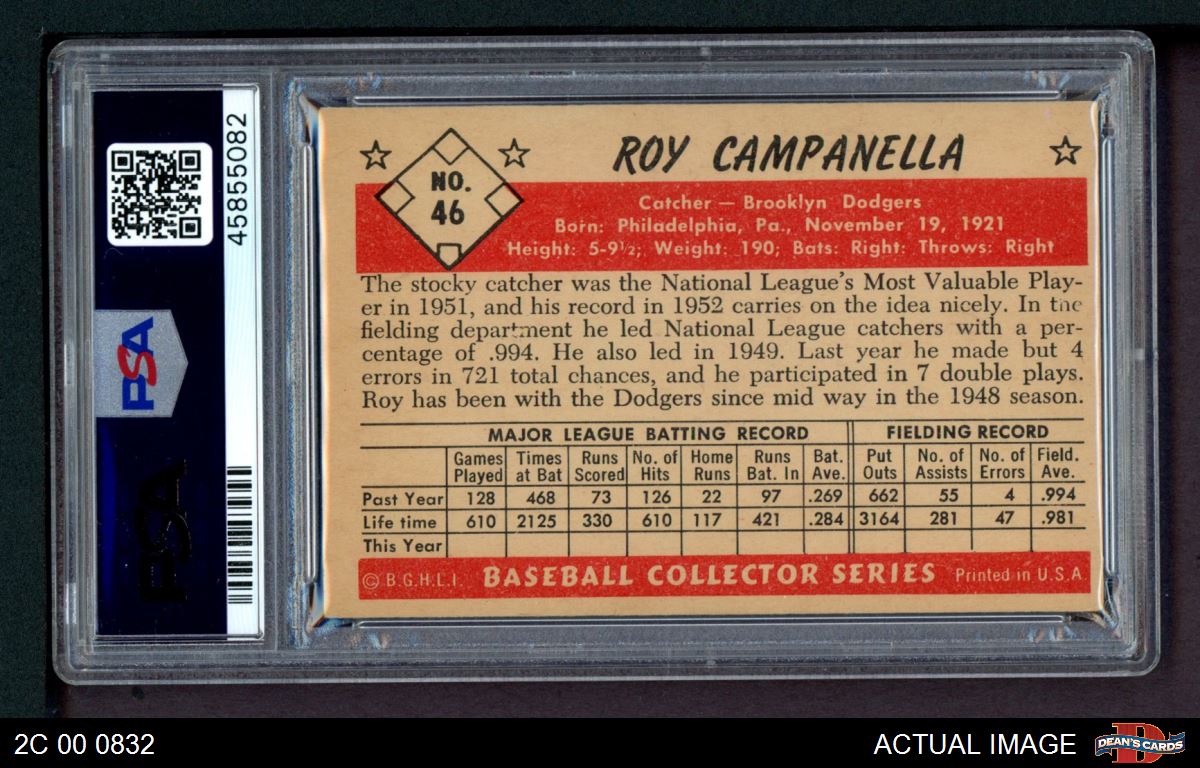 45855082
PSA
PSA
NO.
46
ROY CAMPANELLA
Catcher — Brooklyn Dodgers
Born: Philadelphia, Pa., November 19, 1921
Height: 5-9½; Weight: 190; Bats: Right: Throws: Right
The stocky catcher was the National League's Most Valuable Play-
er in 1951, and his record in 1952 carries on the idea nicely. In the
fielding department he led National League catchers with a per-
centage of .994. He also led in 1949. Last year he made but 4
errors in 721 total chances, and he participated in 7 double plays.
Roy has been with the Dodgers since mid way in the 1948 season.
MAJOR LEAGUE BATTING RECORD FIELDING RECORD
Games Times Runs No. of Home Runs Bat. Put No. of No. of Field.
Played at Bat Scored Hits Runs Bat. In Ave. Outs Assists Errors Ave.
Past Year 128 468 73 126 22 97 .269 662 55 4 .994
Life time 610 2125 330 610 117 421 .284 3164 281 47 .981
This Year
© B.G.H.L.I. BASEBALL COLLECTOR SERIES Printed in U.S.A.
2C 00 0832
ACTUAL IMAGE
D
DEAN'S CARDS